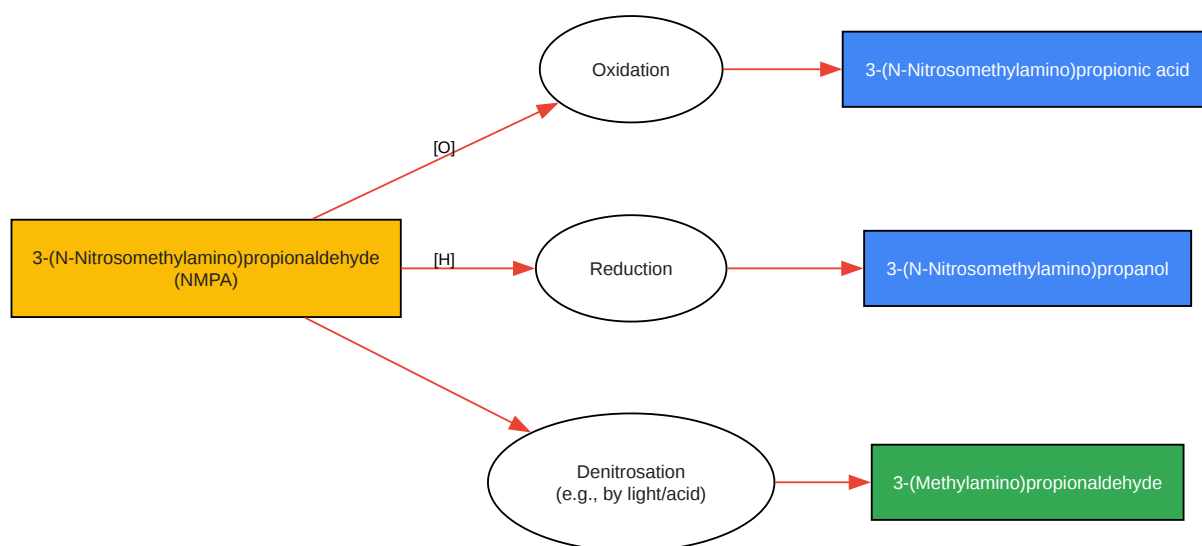 Oxidation
3-(N-Nitrosomethylamino)propionic acid
[O]
3-(N-Nitrosomethylamino)propionaldehyde
(NMPA)
[H]
Reduction
3-(N-Nitrosomethylamino)propanol
Denitrosation
(e.g., by light/acid)
3-(Methylamino)propionaldehyde